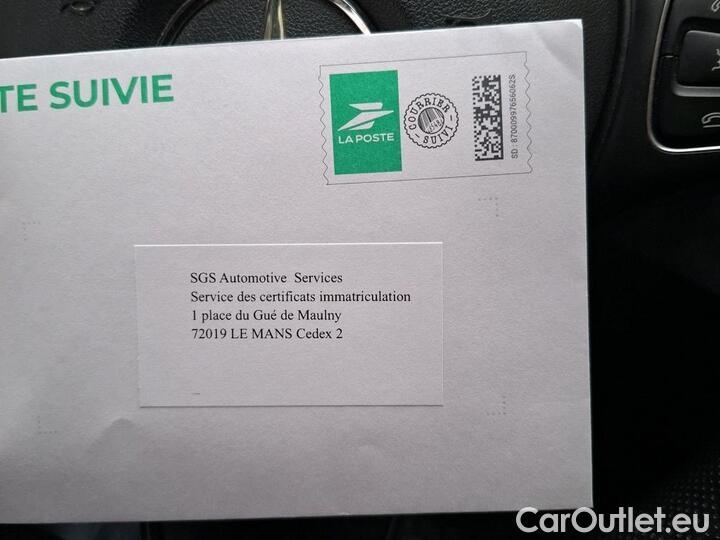 TE SUIVIE
LA POSTE
COURRIER SUIVI
SD : 87000997656062S
SGS Automotive Services
Service des certificats immatriculation
1 place du Gué de Maulny
72019 LE MANS Cedex 2
CarOutlet.eu